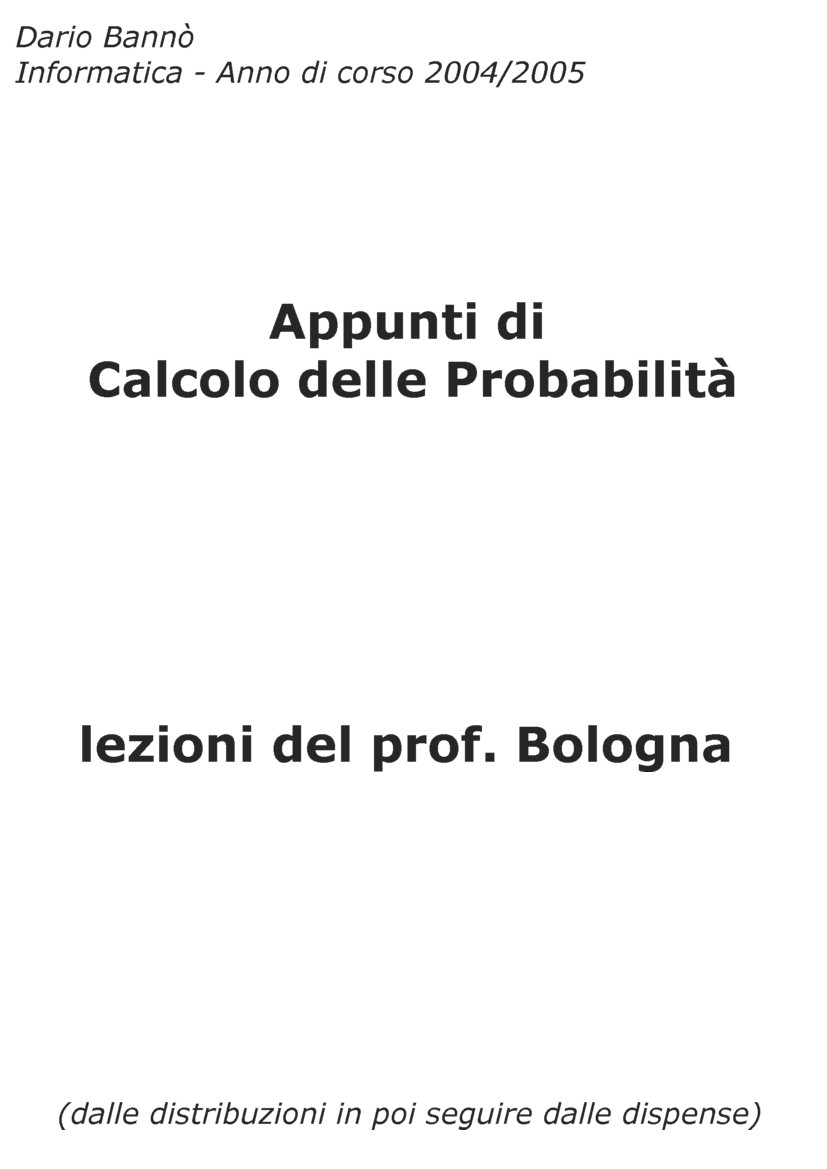 Dario Bannò
Informatica - Anno di corso 2004/2005
Appunti di
Calcolo delle Probabilità
lezioni del prof. Bologna
(dalle distribuzioni in poi seguire dalle dispense)